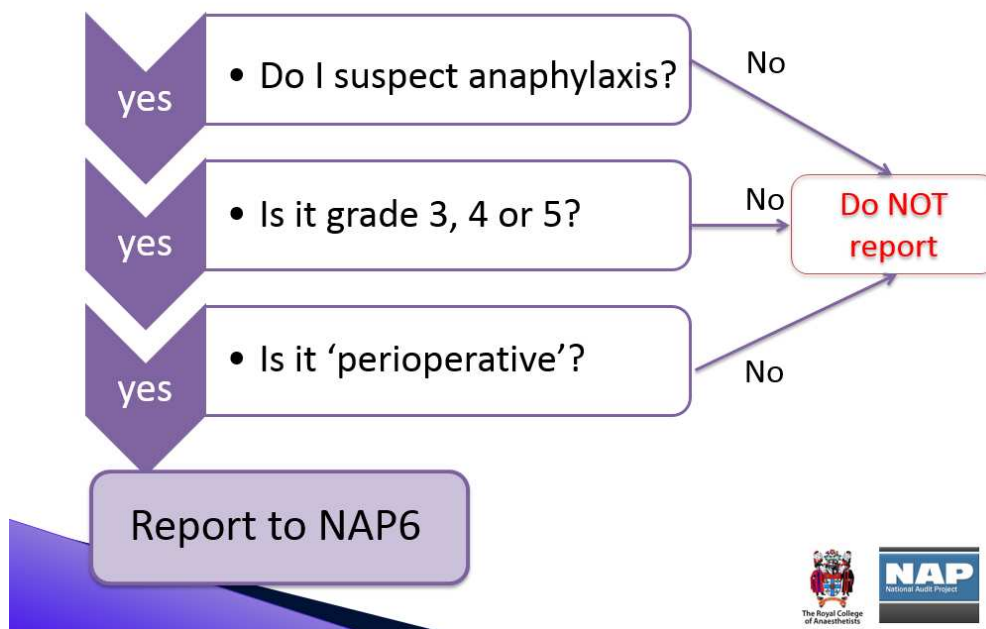 yes
• Do I suspect anaphylaxis?
No
yes
• Is it grade 3, 4 or 5?
No
Do NOT
report
yes
• Is it ‘perioperative’?
No
Report to NAP6
The Royal College
of Anaesthetists
NAP
National Audit Project